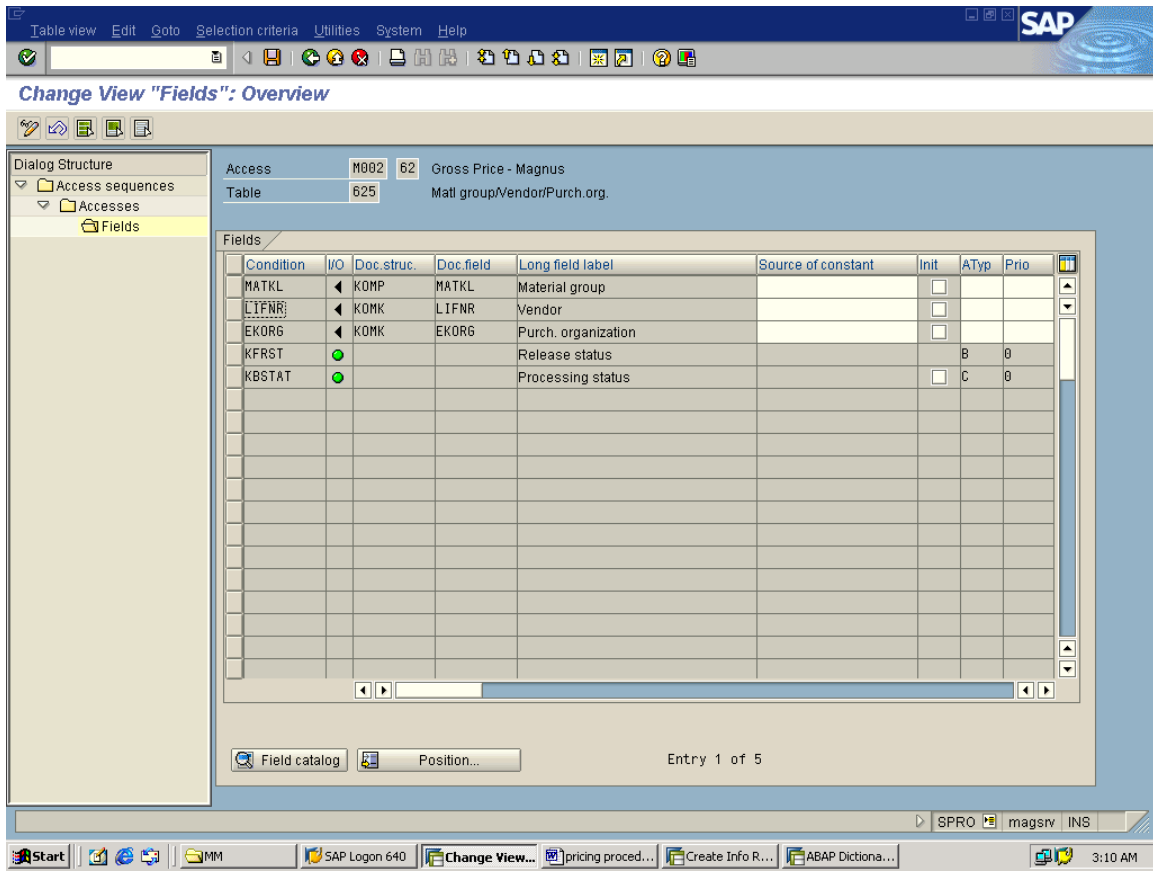 SAP
Table view Edit Goto Selection criteria Utilities System Help
Change View "Fields": Overview
Dialog Structure
Access sequences
Accesses
Fields
Access M002 62 Gross Price - Magnus
Table 625 Matl group/Vendor/Purch.org.
Fields
Condition I/O Doc.struc. Doc.field Long field label Source of constant Init ATyp Prio
MATKL KOMP MATKL Material group
LIFNR KOMK LIFNR Vendor
EKORG KOMK EKORG Purch. organization
KFRST Release status B 0
KBSTAT Processing status C 0
Field catalog Position... Entry 1 of 5
SPRO magsrv INS
Start MM SAP Logon 640 Change View... pricing proced... Create Info R... ABAP Dictiona... 3:10 AM